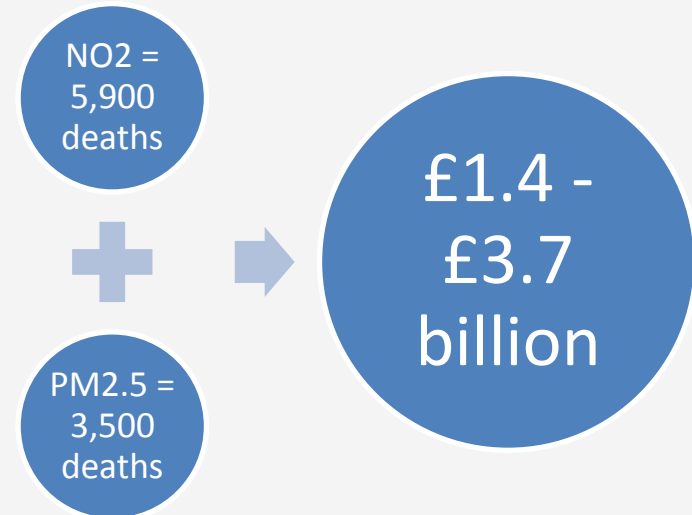 NO2 =
5,900
deaths
PM2.5 =
3,500
deaths
£1.4 -
£3.7
billion